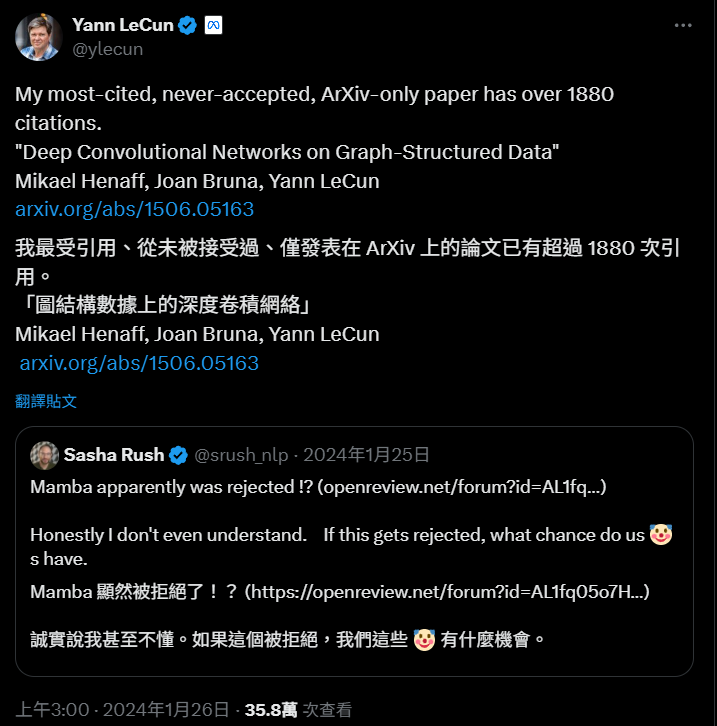 Yann LeCun
@ylecun
My most-cited, never-accepted, ArXiv-only paper has over 1880
citations.
"Deep Convolutional Networks on Graph-Structured Data"
Mikael Henaff, Joan Bruna, Yann LeCun
arxiv.org/abs/1506.05163
我最受引用、從未被接受過、僅發表在 ArXiv 上的論文已有超過 1880 次引
用。
「圖結構數據上的深度卷積網絡」
Mikael Henaff, Joan Bruna, Yann LeCun
arxiv.org/abs/1506.05163
翻譯貼文
Sasha Rush @srush_nlp · 2024年1月25日
Mamba apparently was rejected !? (openreview.net/forum?id=AL1fq...)
Honestly I don't even understand. If this gets rejected, what chance do us 🤡
s have.
Mamba 顯然被拒絕了！？ (https://openreview.net/forum?id=AL1fq05o7H...)
誠實說我甚至不懂。如果這個被拒絕，我們這些 🤡 有什麼機會。
上午3:00 · 2024年1月26日 · 35.8萬 次查看